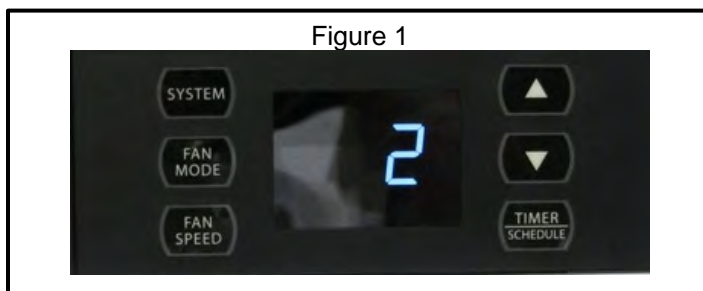 Figure 1
SYSTEM
FAN
MODE
FAN
SPEED
2
TIMER
SCHEDULE